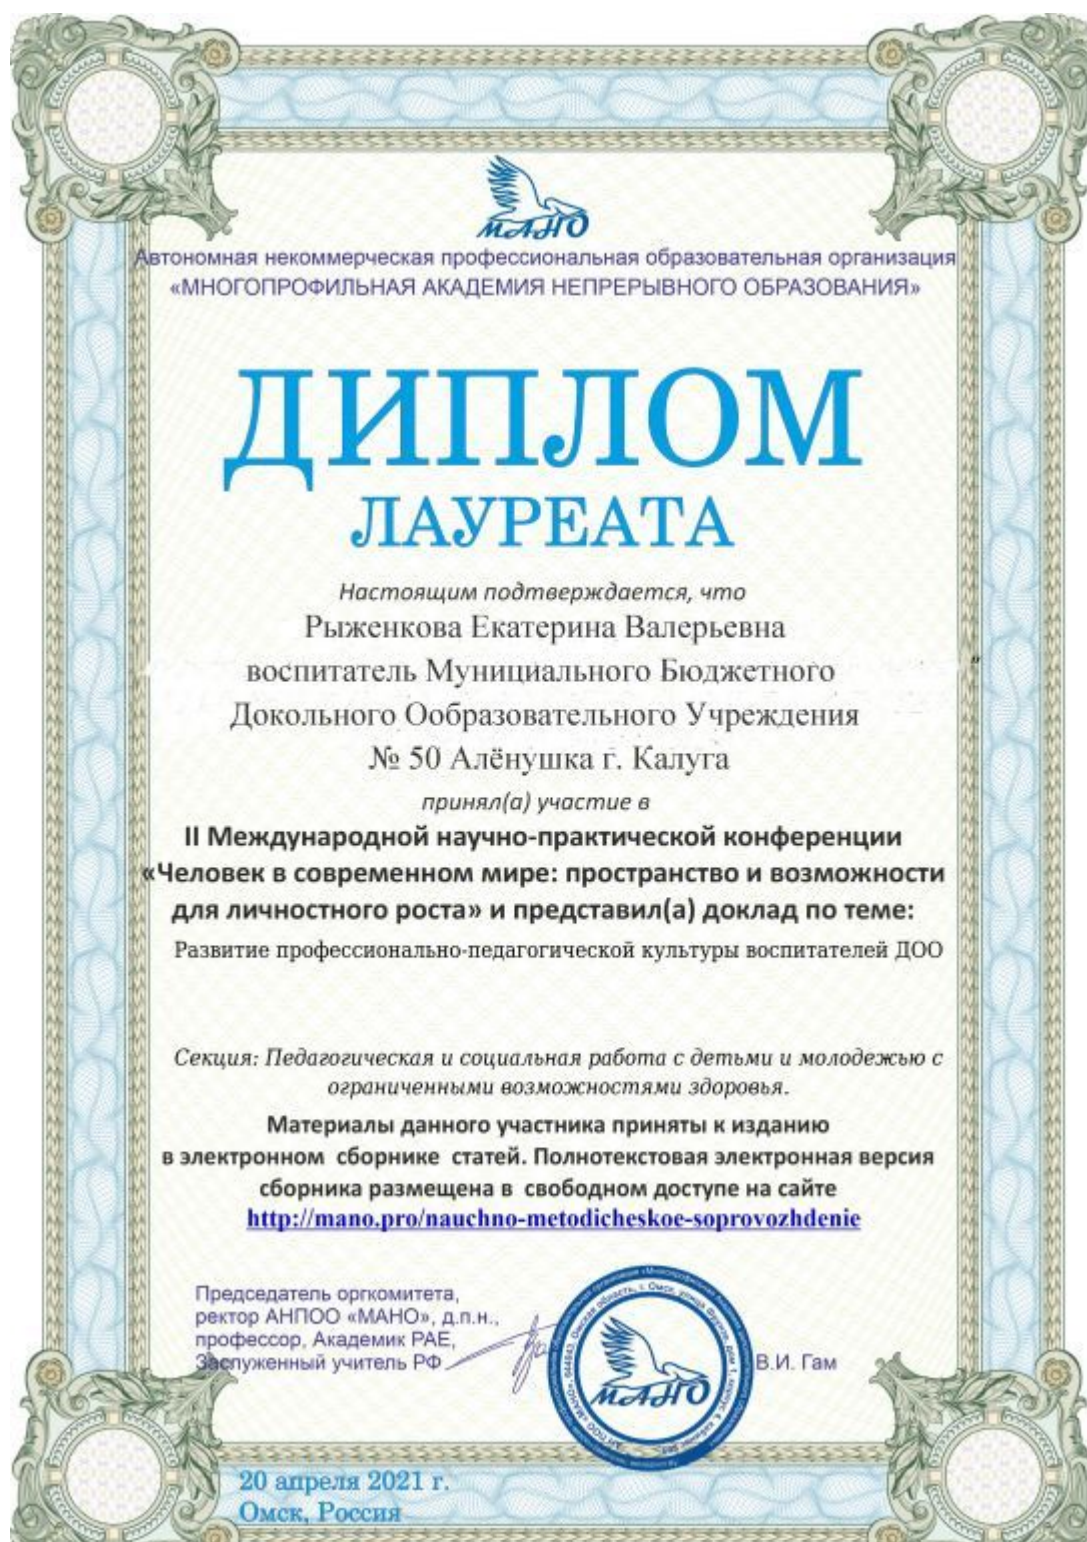 МАНО
Автономная некоммерческая профессиональная образовательная организация
«МНОГОПРОФИЛЬНАЯ АКАДЕМИЯ НЕПРЕРЫВНОГО ОБРАЗОВАНИЯ»
ДИПЛОМ
ЛАУРЕАТА
Настоящим подтверждается, что
Рыженкова Екатерина Валерьевна
воспитатель Мунициального Бюджетного
Докольного Ообразовательного Учреждения
№ 50 Алёнушка г. Калуга
принял(а) участие в
II Международной научно-практической конференции
«Человек в современном мире: пространство и возможности
для личностного роста» и представил(а) доклад по теме:
Развитие профессионально-педагогической культуры воспитателей ДОО
Секция: Педагогическая и социальная работа с детьми и молодежью с
ограниченными возможностями здоровья.
Материалы данного участника приняты к изданию
в электронном сборнике статей. Полнотекстовая электронная версия
сборника размещена в свободном доступе на сайте
http://mano.pro/nauchno-metodicheskoe-soprovozhdenie
Председатель оргкомитета,
ректор АНПОО «МАНО», д.п.н.,
профессор, Академик РАЕ,
Заслуженный учитель РФ
В.И. Гам
МАНО
20 апреля 2021 г.
Омск, Россия